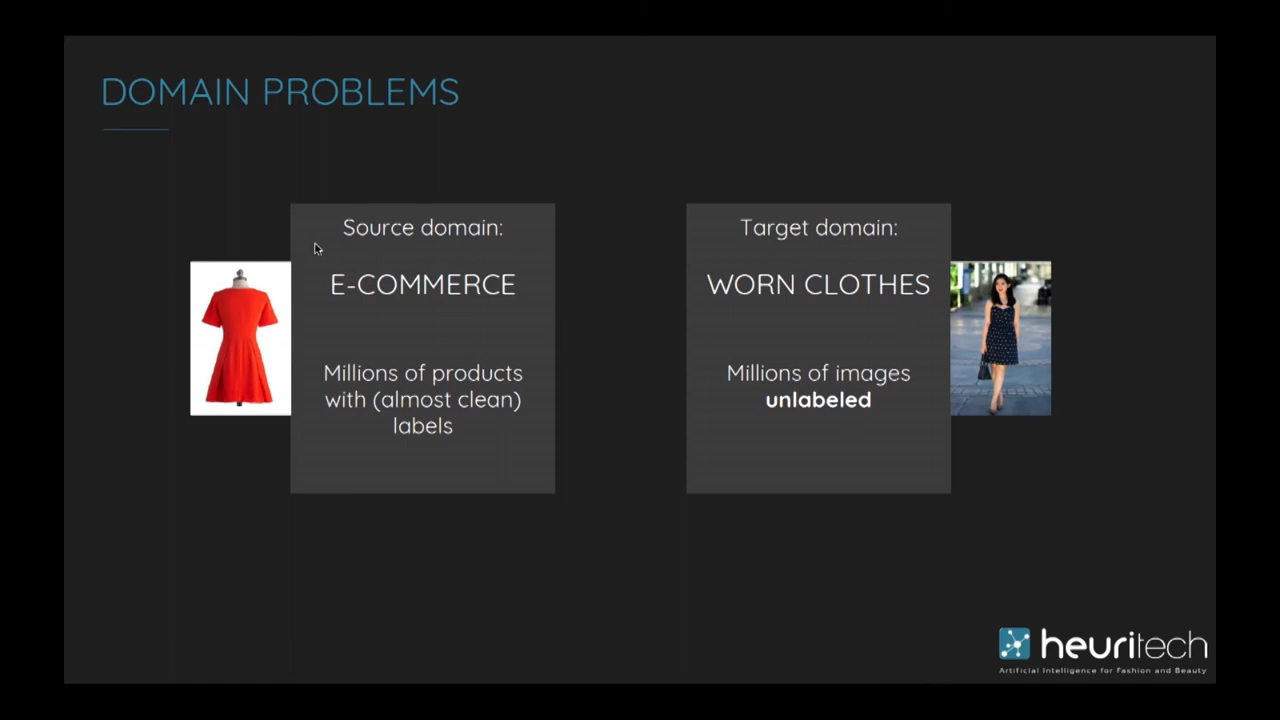 DOMAIN PROBLEMS
Source domain:
E-COMMERCE
Millions of products
with (almost clean)
labels
Target domain:
WORN CLOTHES
Millions of images
unlabeled
heuritech
Artificial Intelligence for Fashion and Beauty